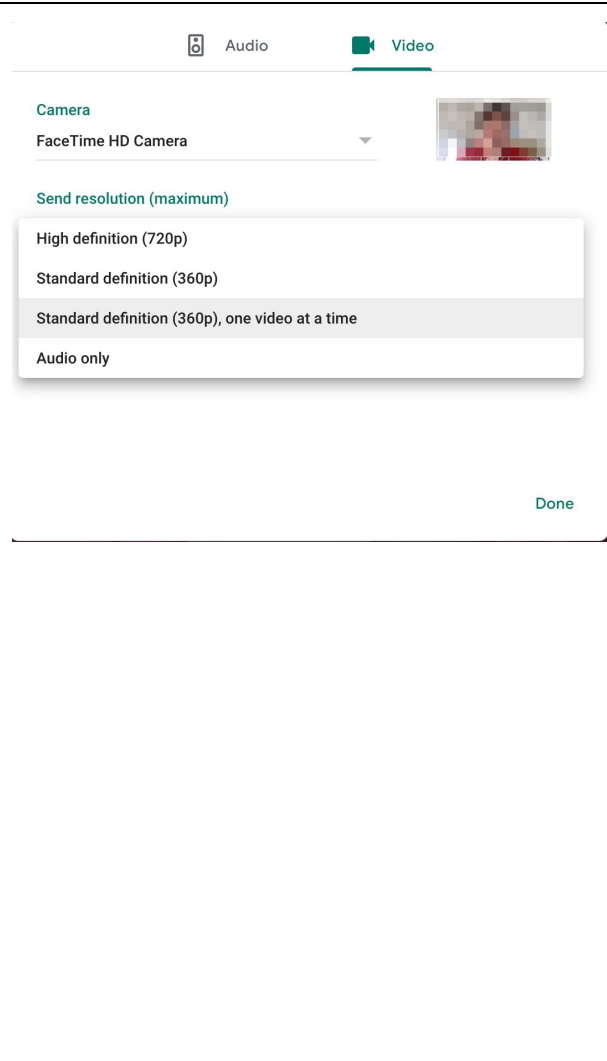 Audio
Video
Camera
FaceTime HD Camera
Send resolution (maximum)
High definition (720p)
Standard definition (360p)
Standard definition (360p), one video at a time
Audio only
Done